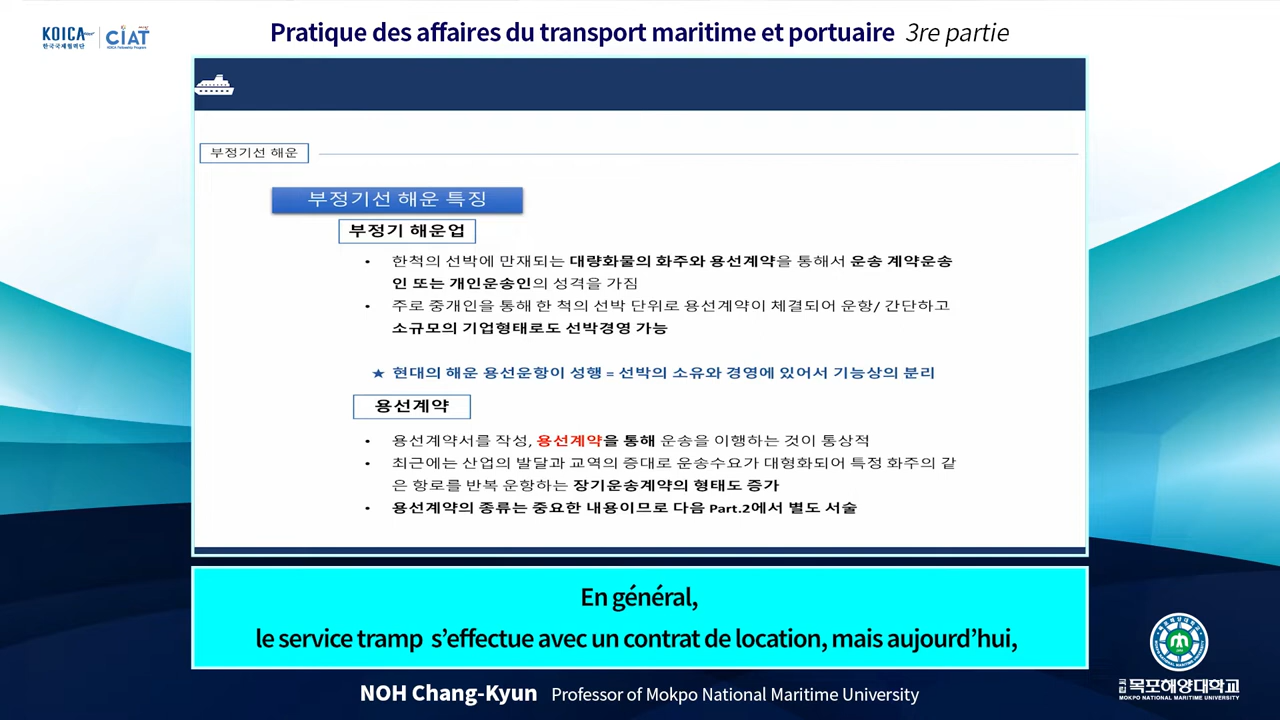 KOICA
한국국제협력단
CIAT
KOICA Fellowship Program
Pratique des affaires du transport maritime et portuaire 3re partie
부정기선 해운
부정기선 해운 특징
부정기 해운업
• 한척의 선박에 만재되는 대량화물의 화주와 용선계약을 통해서 운송 계약운송
인 또는 개인운송인의 성격을 가짐
• 주로 중개인을 통해 한 척의 선박 단위로 용선계약이 체결되어 운항/ 간단하고
소규모의 기업형태로도 선박경영 가능
★ 현대의 해운 용선운항이 성행 = 선박의 소유와 경영에 있어서 기능상의 분리
용선계약
• 용선계약서를 작성, 용선계약을 통해 운송을 이행하는 것이 통상적
• 최근에는 산업의 발달과 교역의 증대로 운송수요가 대형화되어 특정 화주의 같
은 항로를 반복 운항하는 장기운송계약의 형태도 증가
• 용선계약의 종류는 중요한 내용이므로 다음 Part.2에서 별도 서술
En général,
le service tramp s’effectue avec un contrat de location, mais aujourd’hui,
NOH Chang-Kyun Professor of Mokpo National Maritime University
국립 목포해양대학교
MOKPO NATIONAL MARITIME UNIVERSITY